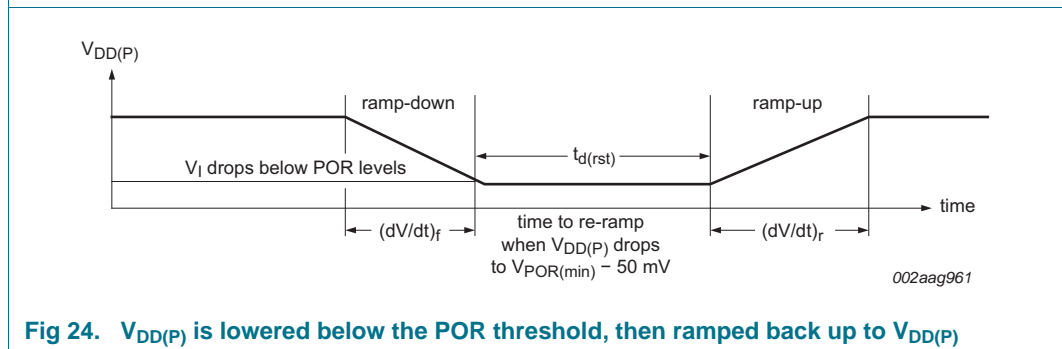 VDD(P)
ramp-down
ramp-up
td(rst)
VI drops below POR levels
time
(dV/dt)f
time to re-ramp
when VDD(P) drops
to VPOR(min) − 50 mV
(dV/dt)r
002aag961
Fig 24. VDD(P) is lowered below the POR threshold, then ramped back up to VDD(P)